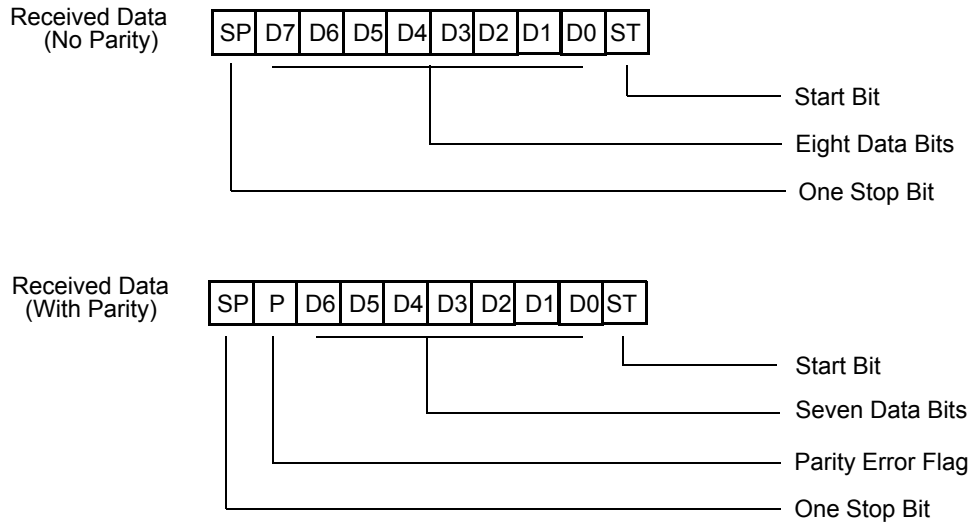 Received Data
(No Parity)
SP D7 D6 D5 D4 D3 D2 D1 D0 ST
Start Bit
Eight Data Bits
One Stop Bit
Received Data
(With Parity)
SP P D6 D5 D4 D3 D2 D1 D0 ST
Start Bit
Seven Data Bits
Parity Error Flag
One Stop Bit